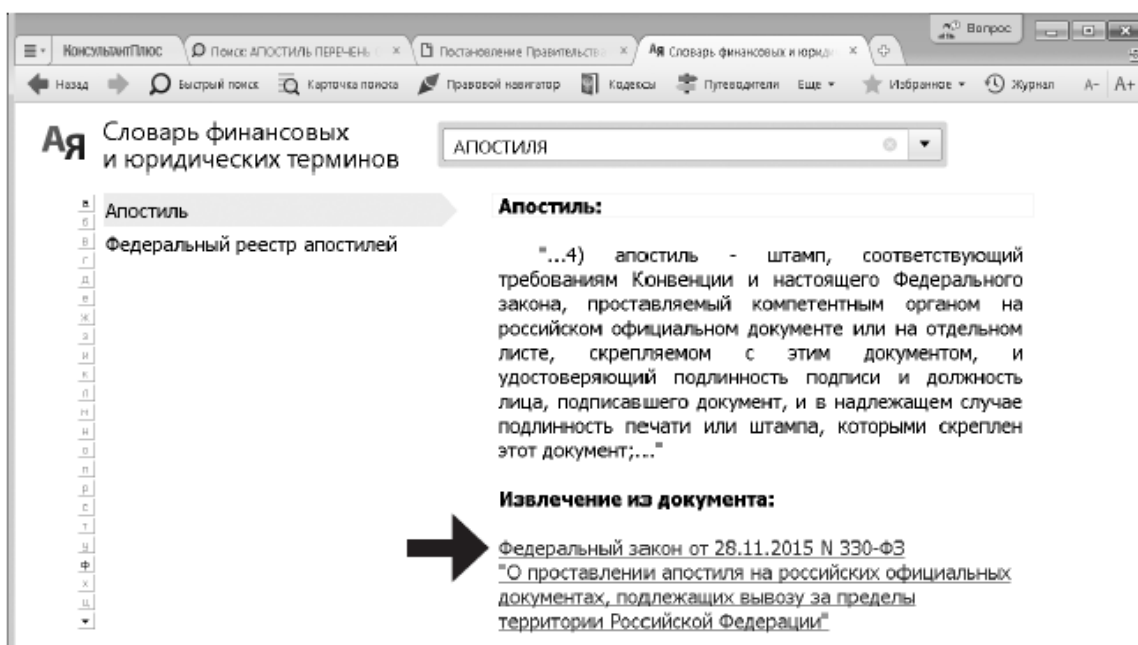 Вопрос
КонсультантПлюс
Поиск: АПОСТИЛЬ ПЕРЕЧЕНЬ
Постановление Правительств
Ая Словарь финансовых и юриди
Назад Быстрый поиск Карточка поиска Правовой навигатор Кодексы Путеводители Еще Избранное Журнал А- А+
Ая
Словарь финансовых
и юридических терминов
АПОСТИЛЯ
а
б
в
г
д
е
ж
з
и
к
л
м
н
о
п
р
с
т
у
ф
х
ц
Апостиль
Федеральный реестр апостилей
Апостиль:
"...4) апостиль - штамп, соответствующий
требованиям Конвенции и настоящего Федерального
закона, проставляемый компетентным органом на
российском официальном документе или на отдельном
листе, скрепляемом с этим документом, и
удостоверяющий подлинность подписи и должность
лица, подписавшего документ, и в надлежащем случае
подлинность печати или штампа, которыми скреплен
этот документ;..."
Извлечение из документа:
Федеральный закон от 28.11.2015 N 330-ФЗ
"О проставлении апостиля на российских официальных
документах, подлежащих вывозу за пределы
территории Российской Федерации"